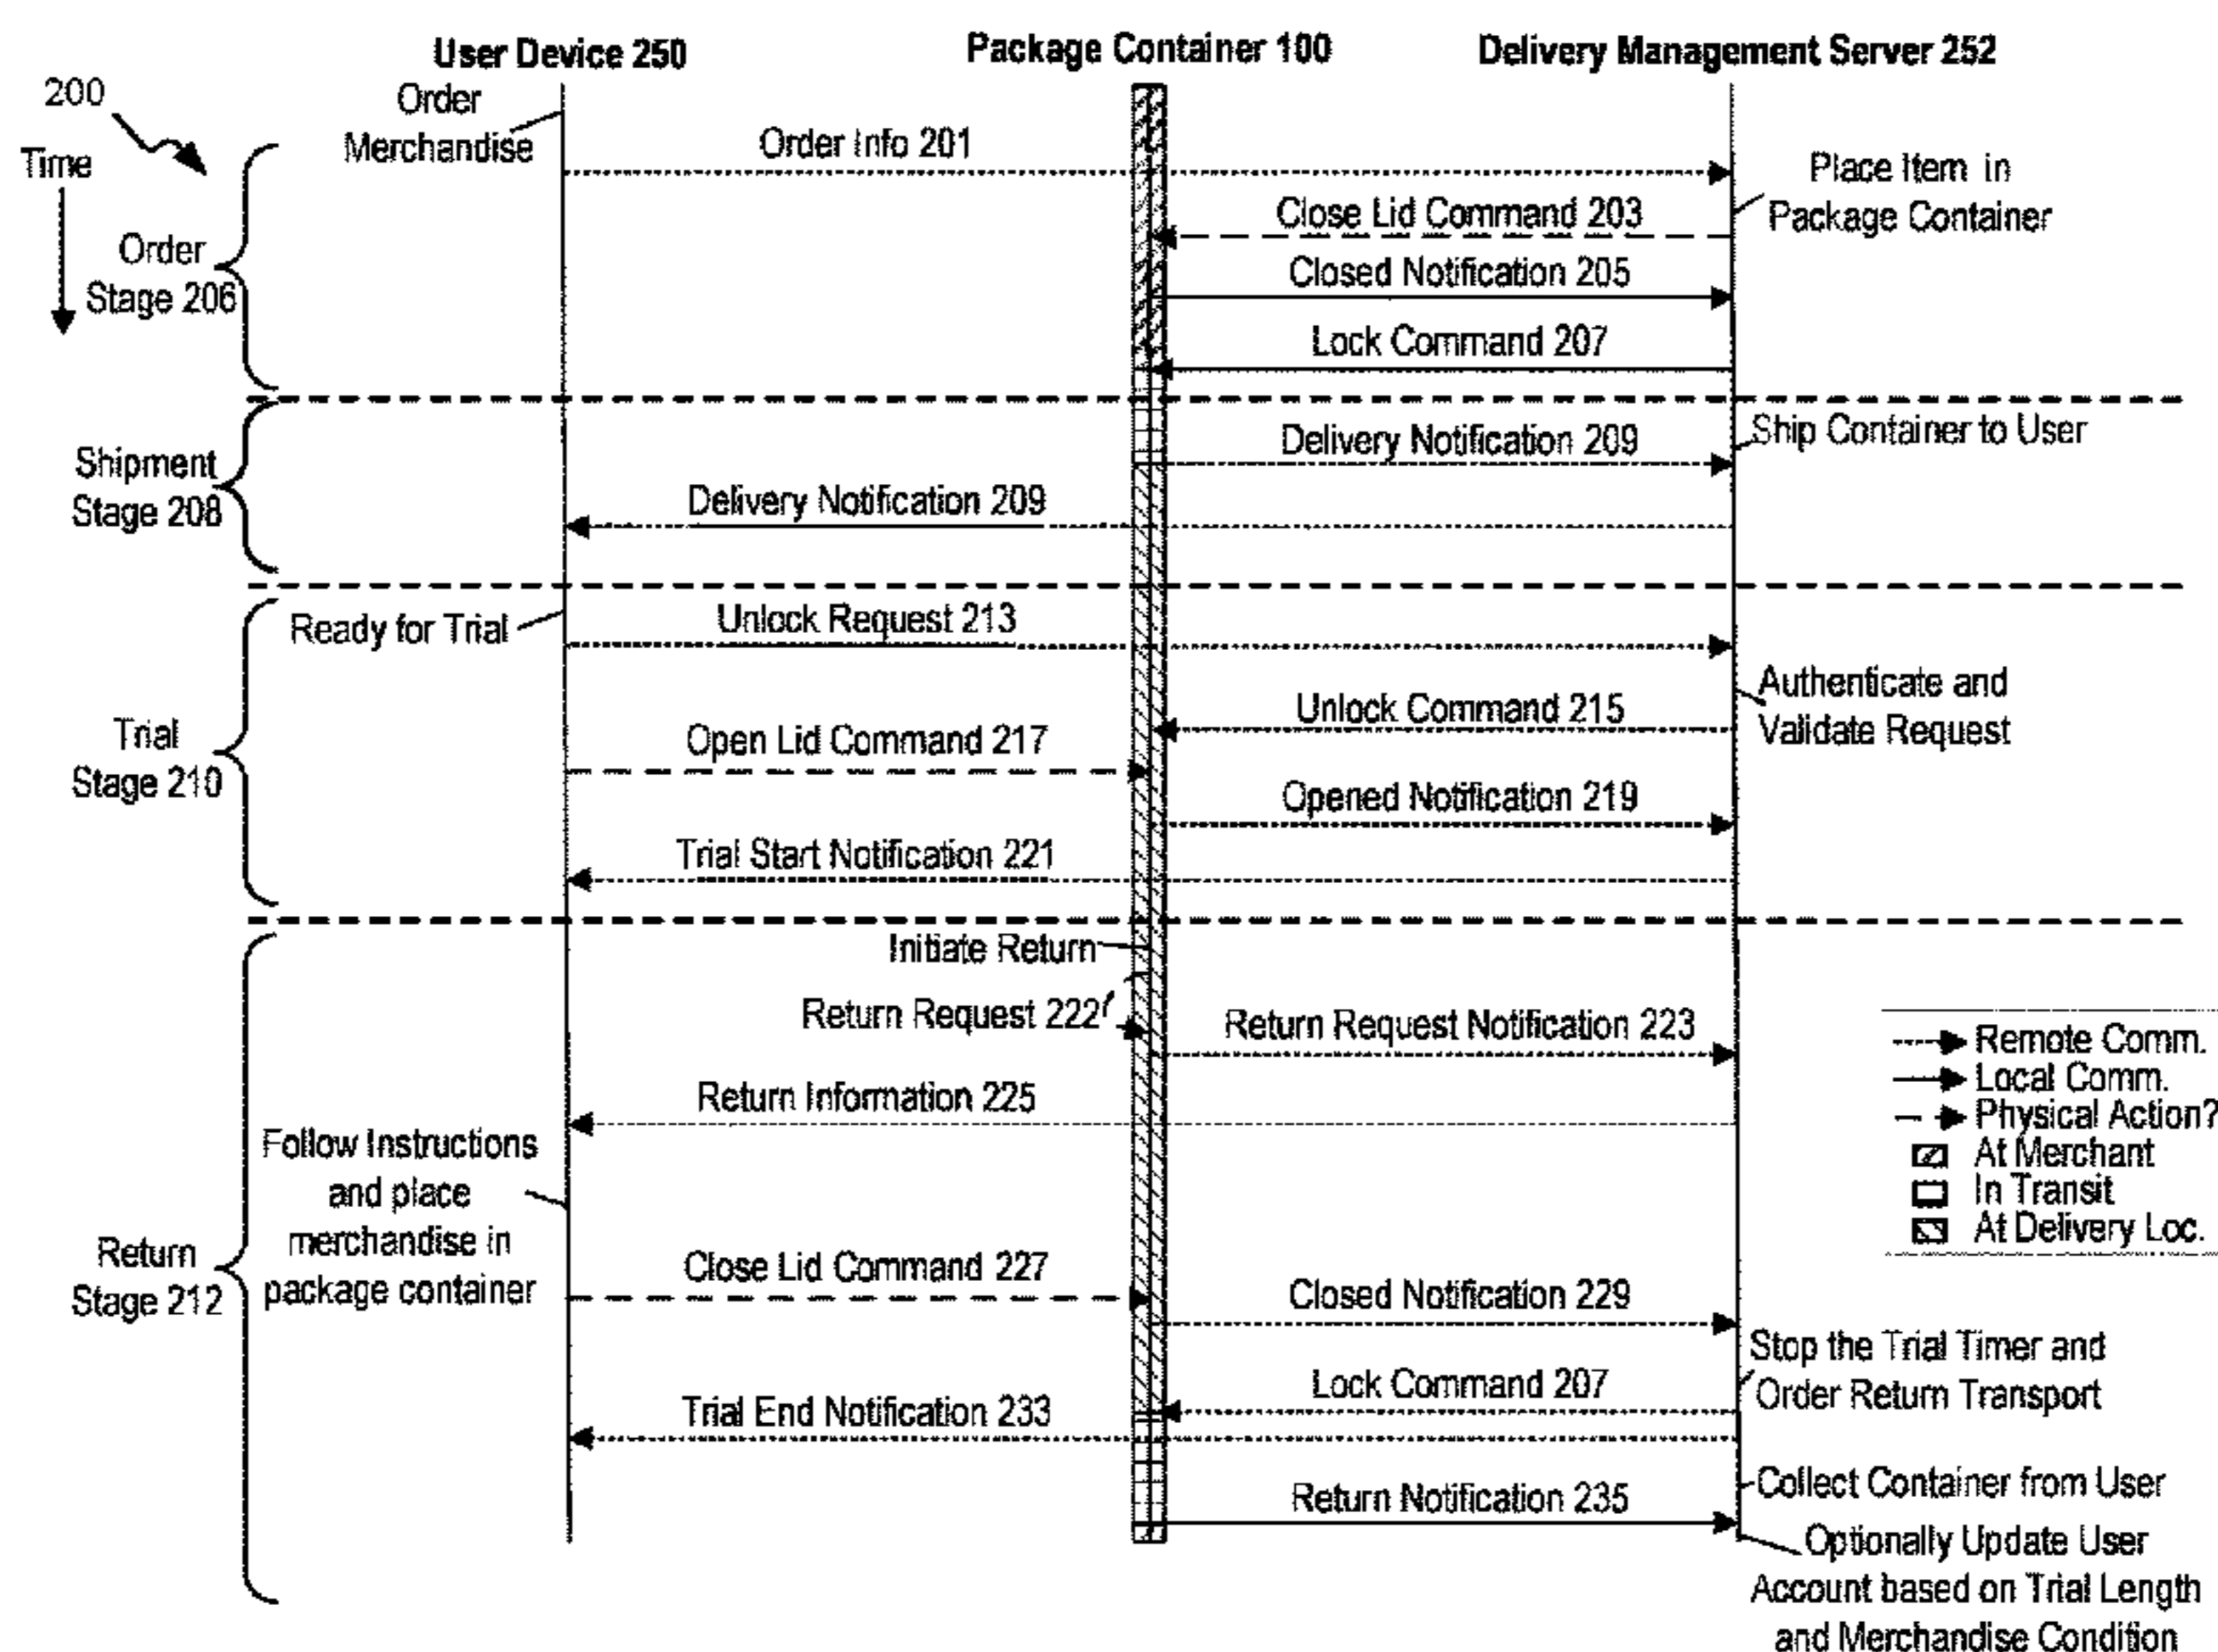 User Device 250
Package Container 100
Delivery Management Server 252
200
Time
Order
Merchandise
Order Info 201
Place Item in
Package Container
Close Lid Command 203
Order
Stage 206
Closed Notification 205
Lock Command 207
Ship Container to User
Delivery Notification 209
Shipment
Stage 208
Delivery Notification 209
Ready for Trial
Unlock Request 213
Authenticate and
Validate Request
Unlock Command 215
Trial
Stage 210
Open Lid Command 217
Opened Notification 219
Trial Start Notification 221
Initiate Return
Return Request 222
Return Request Notification 223
Remote Comm.
Local Comm.
Physical Action?
At Merchant
In Transit
At Delivery Loc.
Return Information 225
Follow Instructions
and place
merchandise in
package container
Return
Stage 212
Close Lid Command 227
Closed Notification 229
Stop the Trial Timer and
Order Return Transport
Lock Command 207
Trial End Notification 233
Collect Container from User
Return Notification 235
Optionally Update User
Account based on Trial Length
and Merchandise Condition